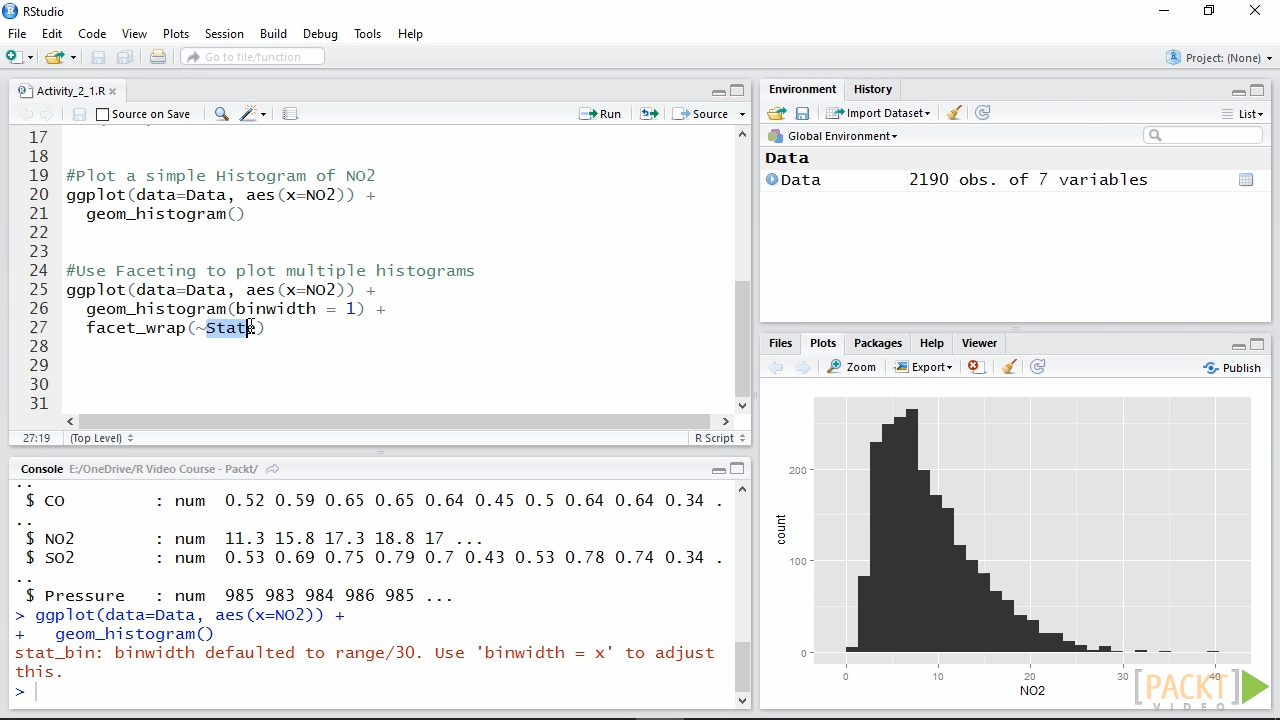 RStudio
File Edit Code View Plots Session Build Debug Tools Help
Go to file/function
Project: (None)
Activity_2_1.R
Source on Save
Run
Source
17
18
19 #Plot a simple Histogram of NO2
20 ggplot(data=Data, aes(x=NO2)) +
21 geom_histogram()
22
23
24 #Use Faceting to plot multiple histograms
25 ggplot(data=Data, aes(x=NO2)) +
26 geom_histogram(binwidth = 1) +
27 facet_wrap(~State)
28
29
30
31
27:19 (Top Level) R Script
Console E:/OneDrive/R Video Course - Packt/
..
$ CO : num 0.52 0.59 0.65 0.65 0.64 0.45 0.5 0.64 0.64 0.34 .
..
$ NO2 : num 11.3 15.8 17.3 18.8 17 ...
$ SO2 : num 0.53 0.69 0.75 0.79 0.7 0.43 0.53 0.78 0.74 0.34 .
..
$ Pressure : num 985 983 984 986 985 ...
> ggplot(data=Data, aes(x=NO2)) +
+ geom_histogram()
stat_bin: binwidth defaulted to range/30. Use 'binwidth = x' to adjust
this.
>
Environment History
Import Dataset
List
Global Environment
Data
Data 2190 obs. of 7 variables
Files Plots Packages Help Viewer
Zoom Export Publish
200
100
0
count
0 10 20 30 40
NO2
[PACKT]
VIDEO